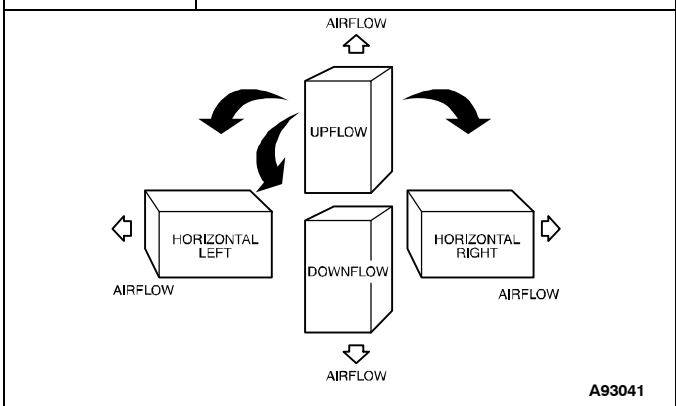 AIRFLOW
UPFLOW
HORIZONTAL
LEFT
HORIZONTAL
RIGHT
DOWNFLOW
AIRFLOW
AIRFLOW
AIRFLOW
A93041